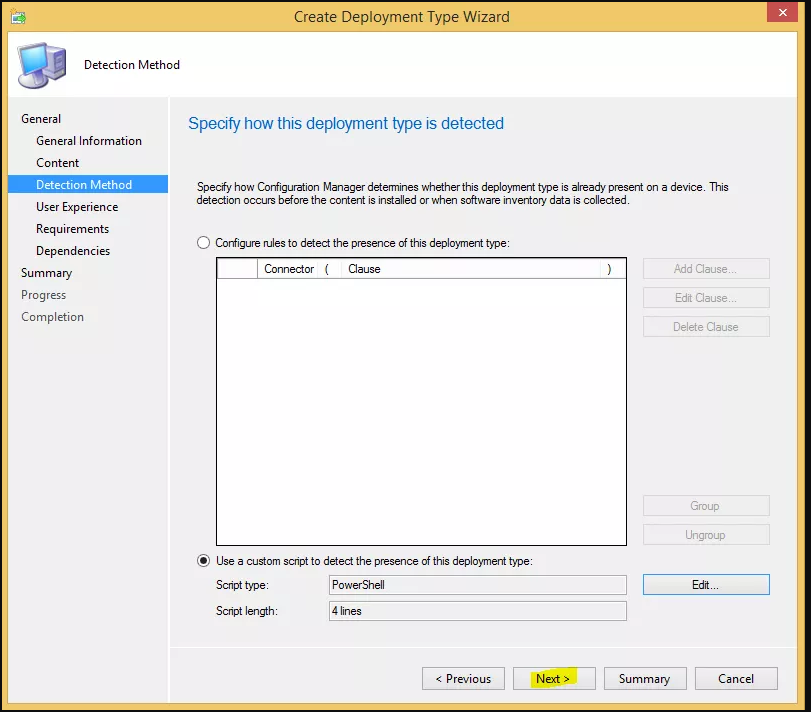 Create Deployment Type Wizard
Detection Method
General
General Information
Content
Detection Method
User Experience
Requirements
Dependencies
Summary
Progress
Completion
Specify how this deployment type is detected
Specify how Configuration Manager determines whether this deployment type is already present on a device. This
detection occurs before the content is installed or when software inventory data is collected.
Configure rules to detect the presence of this deployment type:
Connector ( Clause )
Add Clause...
Edit Clause...
Delete Clause
Group
Ungroup
Use a custom script to detect the presence of this deployment type:
Script type: PowerShell Edit...
Script length: 4 lines
< Previous Next > Summary Cancel